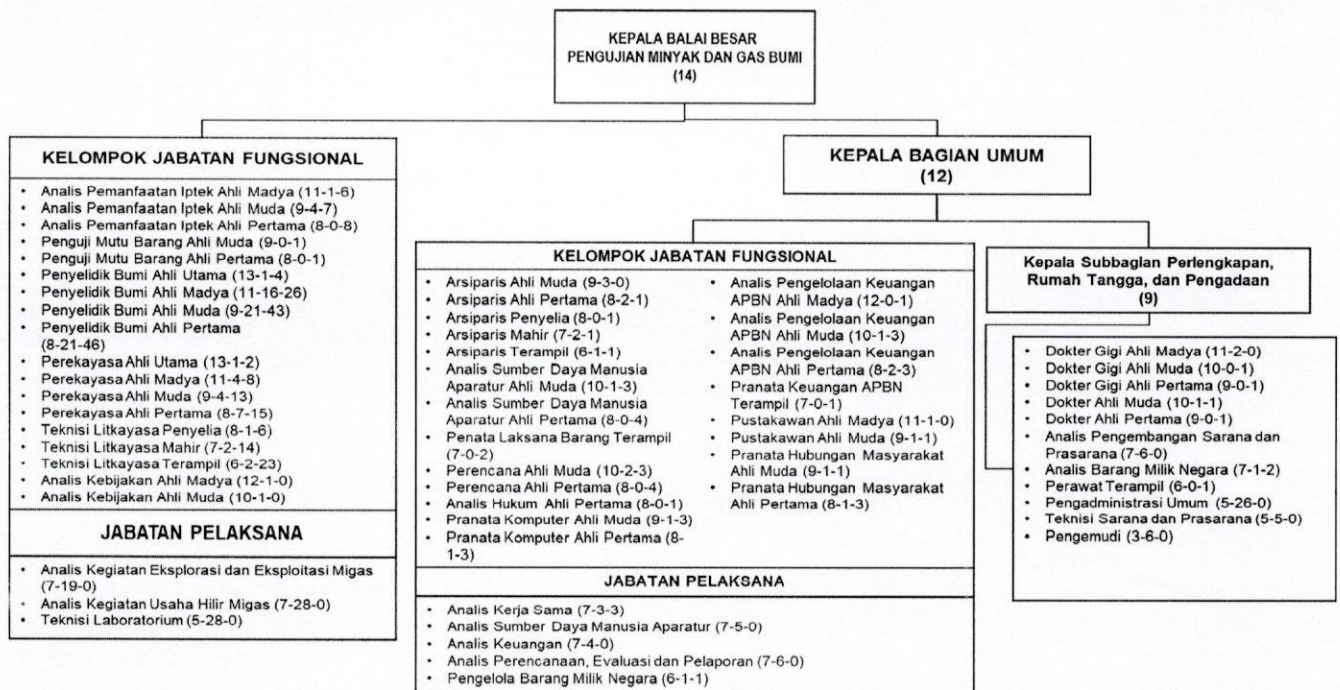 KEPALA BALAI BESAR
PENGUJIAN MINYAK DAN GAS BUMI
(14)
KELOMPOK JABATAN FUNGSIONAL
• Analis Pemanfaatan Iptek Ahli Madya (11-1-6)
• Analis Pemanfaatan Iptek Ahli Muda (9-4-7)
• Analis Pemanfaatan Iptek Ahli Pertama (8-0-8)
• Penguji Mutu Barang Ahli Muda (9-0-1)
• Penguji Mutu Barang Ahli Pertama (8-0-1)
• Penyelidik Bumi Ahli Utama (13-1-4)
• Penyelidik Bumi Ahli Madya (11-16-26)
• Penyelidik Bumi Ahli Muda (9-21-43)
• Penyelidik Bumi Ahli Pertama
(8-21-46)
• Perekayasa Ahli Utama (13-1-2)
• Perekayasa Ahli Madya (11-4-8)
• Perekayasa Ahli Muda (9-4-13)
• Perekayasa Ahli Pertama (8-7-15)
• Teknisi Litkayasa Penyelia (8-1-6)
• Teknisi Litkayasa Mahir (7-2-14)
• Teknisi Litkayasa Terampil (6-2-23)
• Analis Kebijakan Ahli Madya (12-1-0)
• Analis Kebijakan Ahli Muda (10-1-0)
JABATAN PELAKSANA
• Analis Kegiatan Eksplorasi dan Eksploitasi Migas
(7-19-0)
• Analis Kegiatan Usaha Hilir Migas (7-28-0)
• Teknisi Laboratorium (5-28-0)
KEPALA BAGIAN UMUM
(12)
KELOMPOK JABATAN FUNGSIONAL
• Arsiparis Ahli Muda (9-3-0)
• Arsiparis Ahli Pertama (8-2-1)
• Arsiparis Penyelia (8-0-1)
• Arsiparis Mahir (7-2-1)
• Arsiparis Terampil (6-1-1)
• Analis Sumber Daya Manusia
Aparatur Ahli Muda (10-1-3)
• Analis Sumber Daya Manusia
Aparatur Ahli Pertama (8-0-4)
• Penata Laksana Barang Terampil
(7-0-2)
• Perencana Ahli Muda (10-2-3)
• Perencana Ahli Pertama (8-0-4)
• Analis Hukum Ahli Pertama (8-0-1)
• Pranata Komputer Ahli Muda (9-1-3)
• Pranata Komputer Ahli Pertama (8-
1-3)
• Analis Pengelolaan Keuangan
APBN Ahli Madya (12-0-1)
• Analis Pengelolaan Keuangan
APBN Ahli Muda (10-1-3)
• Analis Pengelolaan Keuangan
APBN Ahli Pertama (8-2-3)
• Pranata Keuangan APBN
Terampil (7-0-1)
• Pustakawan Ahli Madya (11-1-0)
• Pustakawan Ahli Muda (9-1-1)
• Pranata Hubungan Masyarakat
Ahli Muda (9-1-1)
• Pranata Hubungan Masyarakat
Ahli Pertama (8-1-3)
JABATAN PELAKSANA
• Analis Kerja Sama (7-3-3)
• Analis Sumber Daya Manusia Aparatur (7-5-0)
• Analis Keuangan (7-4-0)
• Analis Perencanaan, Evaluasi dan Pelaporan (7-6-0)
• Pengelola Barang Milik Negara (6-1-1)
Kepala Subbagian Perlengkapan,
Rumah Tangga, dan Pengadaan
(9)
• Dokter Gigi Ahli Madya (11-2-0)
• Dokter Gigi Ahli Muda (10-0-1)
• Dokter Gigi Ahli Pertama (9-0-1)
• Dokter Ahli Muda (10-1-1)
• Dokter Ahli Pertama (9-0-1)
• Analis Pengembangan Sarana dan
Prasarana (7-6-0)
• Analis Barang Milik Negara (7-1-2)
• Perawat Terampil (6-0-1)
• Pengadministrasi Umum (5-26-0)
• Teknisi Sarana dan Prasarana (5-5-0)
• Pengemudi (3-6-0)